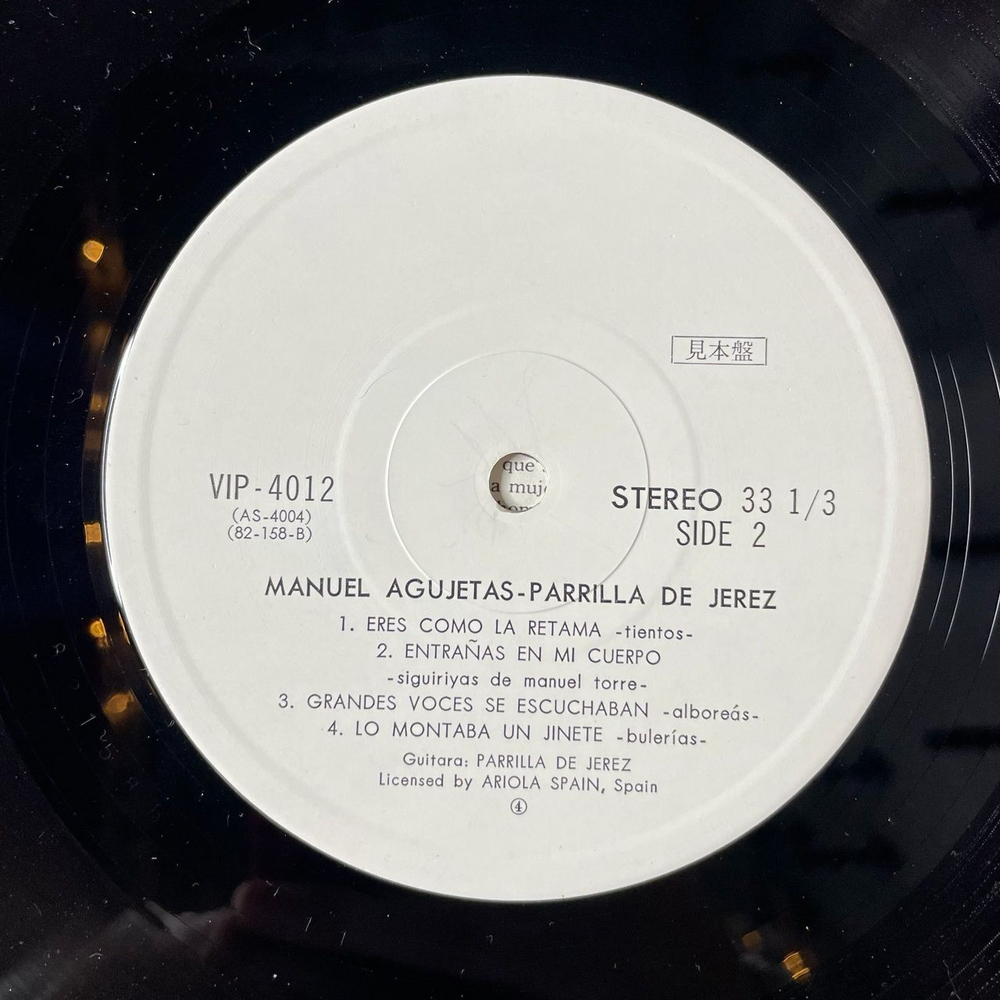 見本盤
que
a muj
VIP-4012
(AS-4004)
(82-158-B)
STEREO 33 1/3
SIDE 2
MANUEL AGUJETAS-PARRILLA DE JEREZ
1. ERES COMO LA RETAMA -tientos-
2. ENTRAÑAS EN MI CUERPO
-siguiriyas de manuel torre-
3. GRANDES VOCES SE ESCUCHABAN -alboreás-
4. LO MONTABA UN JINETE -bulerías-
Guitara: PARRILLA DE JEREZ
Licensed by ARIOLA SPAIN, Spain
④